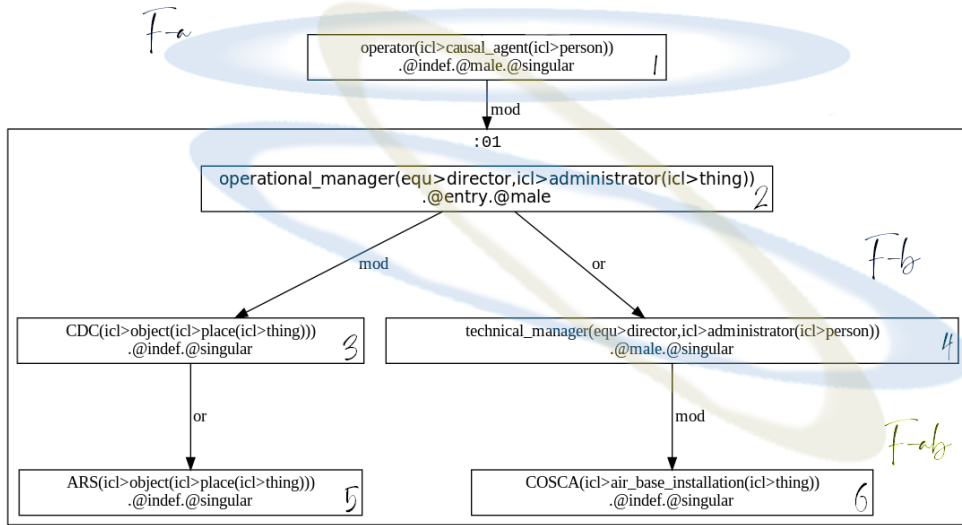 F-a
operator(icl>causal_agent(icl>person))
.@indef.@male.@singular
1
mod
:01
operational_manager(equ>director,icl>administrator(icl>thing))
.@entry.@male
2
F-b
mod
or
CDC(icl>object(icl>place(icl>thing)))
.@indef.@singular
3
technical_manager(equ>director,icl>administrator(icl>person))
.@male.@singular
4
or
mod
F-ab
ARS(icl>object(icl>place(icl>thing)))
.@indef.@singular
5
COSCA(icl>air_base_installation(icl>thing))
.@indef.@singular
6